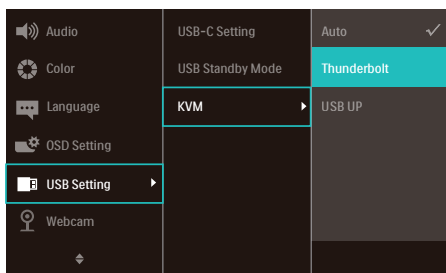 Audio
Color
Language
OSD Setting
USB Setting
Webcam
USB-C Setting
USB Standby Mode
KVM
Auto
Thunderbolt
USB UP